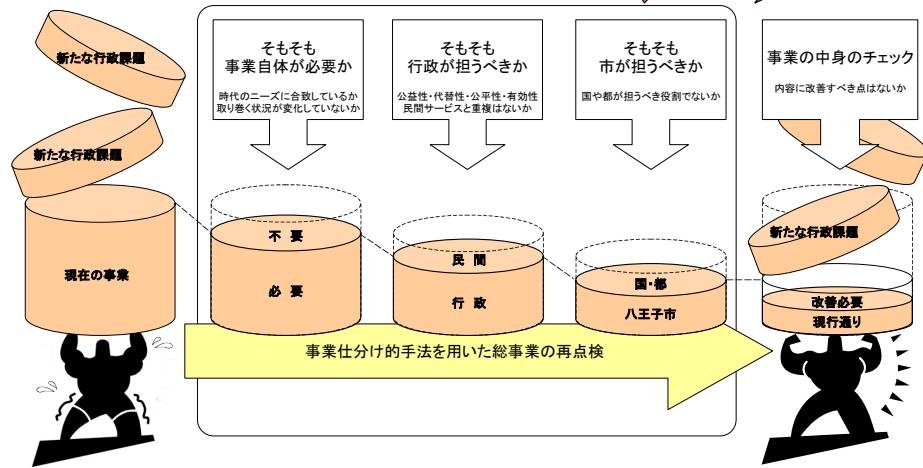 新たな行政課題
新たな行政課題
現在の事業
そもそも
事業自体が必要か
時代のニーズに合致しているか
取り巻く状況が変化していないか
そもそも
行政が担うべきか
公益性・代替性・公平性・有効性
民間サービスと重複はないか
そもそも
市が担うべきか
国や都が担うべき役割でないか
事業の中身のチェック
内容に改善すべき点はないか
不 要
必 要
民 間
行 政
国・都
八王子市
新たな行政課題
改善必要
現行通り
事業仕分け的手法を用いた総事業の再点検